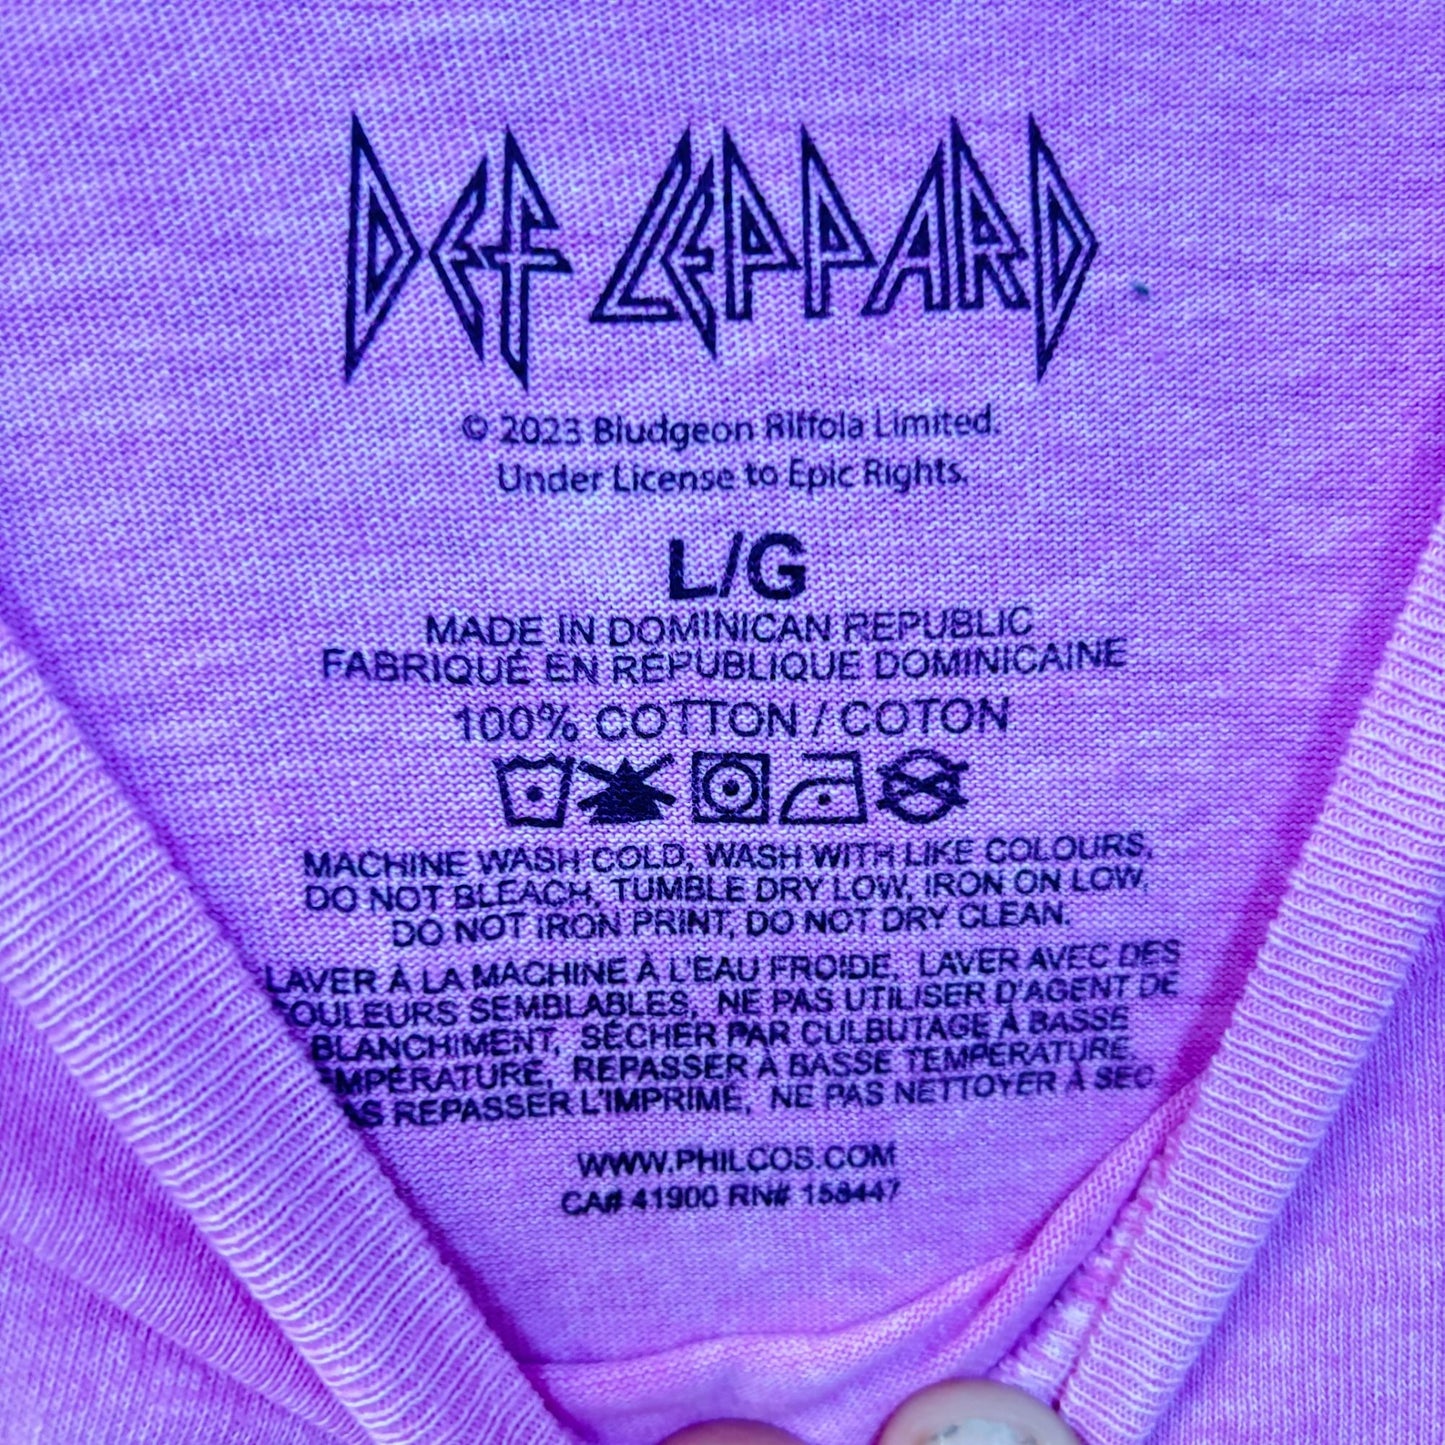 DEF LEPPARD
© 2023 Bludgeon Riffola Limited.
Under License to Epic Rights.
L/G
MADE IN DOMINICAN REPUBLIC
FABRIQUÉ EN RÉPUBLIQUE DOMINICAINE
100% COTTON / COTON
MACHINE WASH COLD, WASH WITH LIKE COLOURS,
DO NOT BLEACH, TUMBLE DRY LOW, IRON ON LOW,
DO NOT IRON PRINT, DO NOT DRY CLEAN.
LAVER À LA MACHINE À L'EAU FROIDE, LAVER AVEC DES
OULEURS SEMBLABLES, NE PAS UTILISER D'AGENT DE
BLANCHIMENT, SÉCHER PAR CULBUTAGE À BASSE
MPÉRATURE, REPASSER À BASSE TEMPÉRATURE
AS REPASSER L'IMPRIMÉ, NE PAS NETTOYER À SEC
WWW.PHILCOS.COM
CA# 41900 RN# 158447